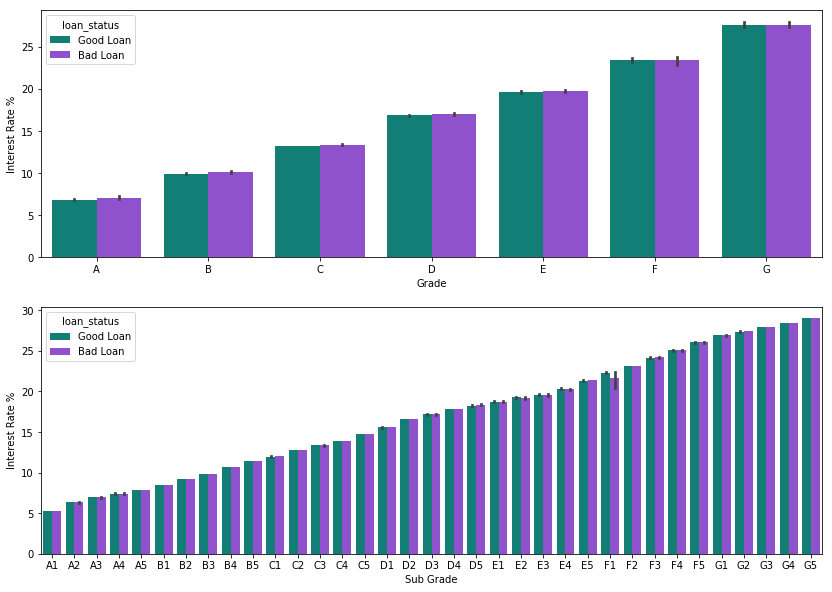 loan_status
Good Loan
Bad Loan
25
20
15
10
5
0
Interest Rate %
A B C D E F G
Grade
loan_status
Good Loan
Bad Loan
30
25
20
15
10
5
0
Interest Rate %
A1 A2 A3 A4 A5 B1 B2 B3 B4 B5 C1 C2 C3 C4 C5 D1 D2 D3 D4 D5 E1 E2 E3 E4 E5 F1 F2 F3 F4 F5 G1 G2 G3 G4 G5
Sub Grade